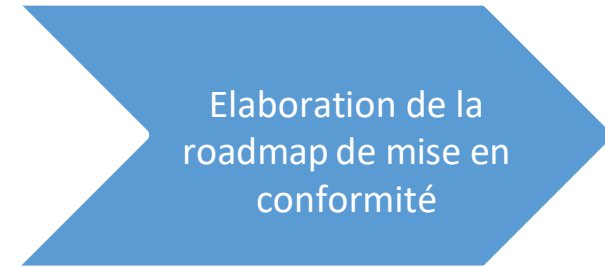 Elaboration de la
roadmap de mise en
conformité